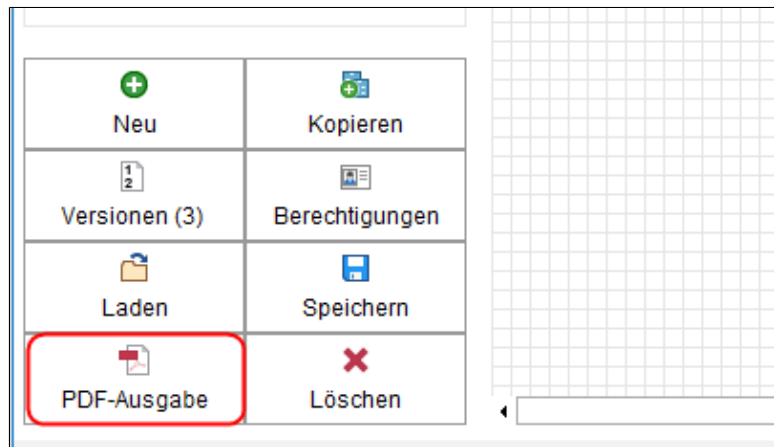 Neu
Kopieren
Versionen (3)
Berechtigungen
Laden
Speichern
PDF-Ausgabe
Löschen